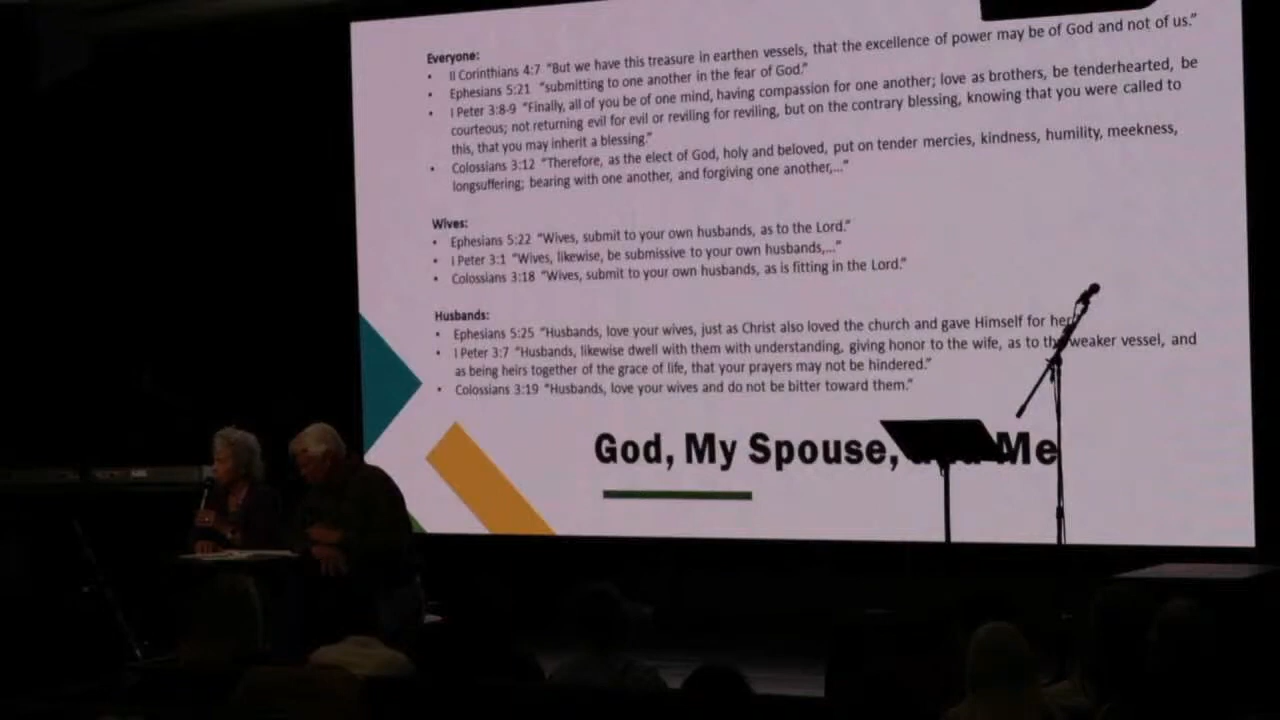 Everyone:
• II Corinthians 4:7 "But we have this treasure in earthen vessels, that the excellence of power may be of God and not of us."
• Ephesians 5:21 "submitting to one another in the fear of God."
• I Peter 3:8-9 "Finally, all of you be of one mind, having compassion for one another; love as brothers, be tenderhearted, be
courteous; not returning evil for evil or reviling for reviling, but on the contrary blessing, knowing that you were called to
this, that you may inherit a blessing."
• Colossians 3:12 "Therefore, as the elect of God, holy and beloved, put on tender mercies, kindness, humility, meekness,
longsuffering; bearing with one another, and forgiving one another,..."
Wives:
• Ephesians 5:22 "Wives, submit to your own husbands, as to the Lord."
• I Peter 3:1 "Wives, likewise, be submissive to your own husbands,..."
• Colossians 3:18 "Wives, submit to your own husbands, as is fitting in the Lord."
Husbands:
• Ephesians 5:25 "Husbands, love your wives, just as Christ also loved the church and gave Himself for her
• I Peter 3:7 "Husbands, likewise dwell with them with understanding, giving honor to the wife, as to the weaker vessel, and
as being heirs together of the grace of life, that your prayers may not be hindered."
• Colossians 3:19 "Husbands, love your wives and do not be bitter toward them."
God, My Spouse, Me